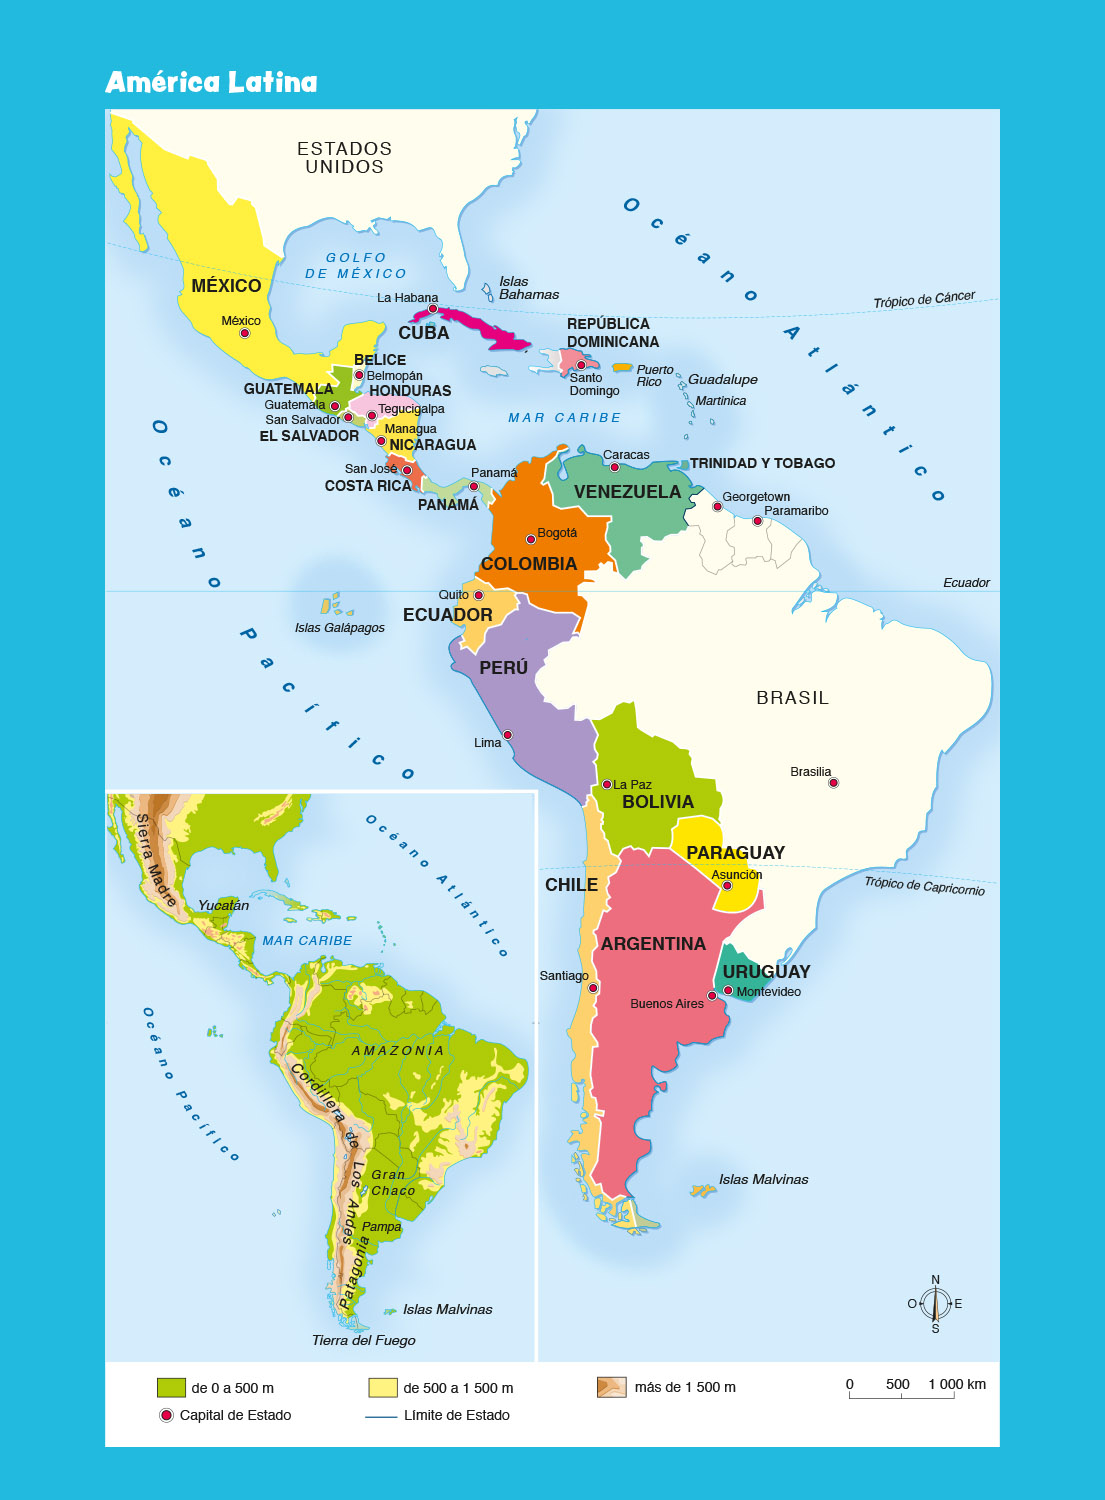 América Latina
ESTADOS
UNIDOS
Océano Atlántico
GOLFO
DE MÉXICO
Islas
Bahamas
Trópico de Cáncer
MÉXICO
México
La Habana
CUBA
REPÚBLICA
DOMINICANA
Santo
Domingo
Puerto
Rico
Guadalupe
Martinica
BELICE
Belmopán
GUATEMALA
Guatemala
HONDURAS
Tegucigalpa
San Salvador
EL SALVADOR
Managua
NICARAGUA
MAR CARIBE
San José
COSTA RICA
Panamá
PANAMÁ
Caracas
TRINIDAD Y TOBAGO
VENEZUELA
Georgetown
Paramaribo
Bogotá
COLOMBIA
Ecuador
Quito
ECUADOR
Islas Galápagos
Océano Pacífico
PERÚ
Lima
BRASIL
Brasilia
La Paz
BOLIVIA
PARAGUAY
Asunción
Trópico de Capricornio
CHILE
ARGENTINA
Santiago
URUGUAY
Buenos Aires
Montevideo
Islas Malvinas
Sierra Madre
Yucatán
MAR CARIBE
Océano Atlántico
Océano Pacífico
AMAZONIA
Cordillera de Los Andes
Gran
Chaco
Pampa
Patagonia
Islas Malvinas
Tierra del Fuego
N
O
E
S
de 0 a 500 m
de 500 a 1 500 m
más de 1 500 m
0 500 1 000 km
Capital de Estado
Límite de Estado